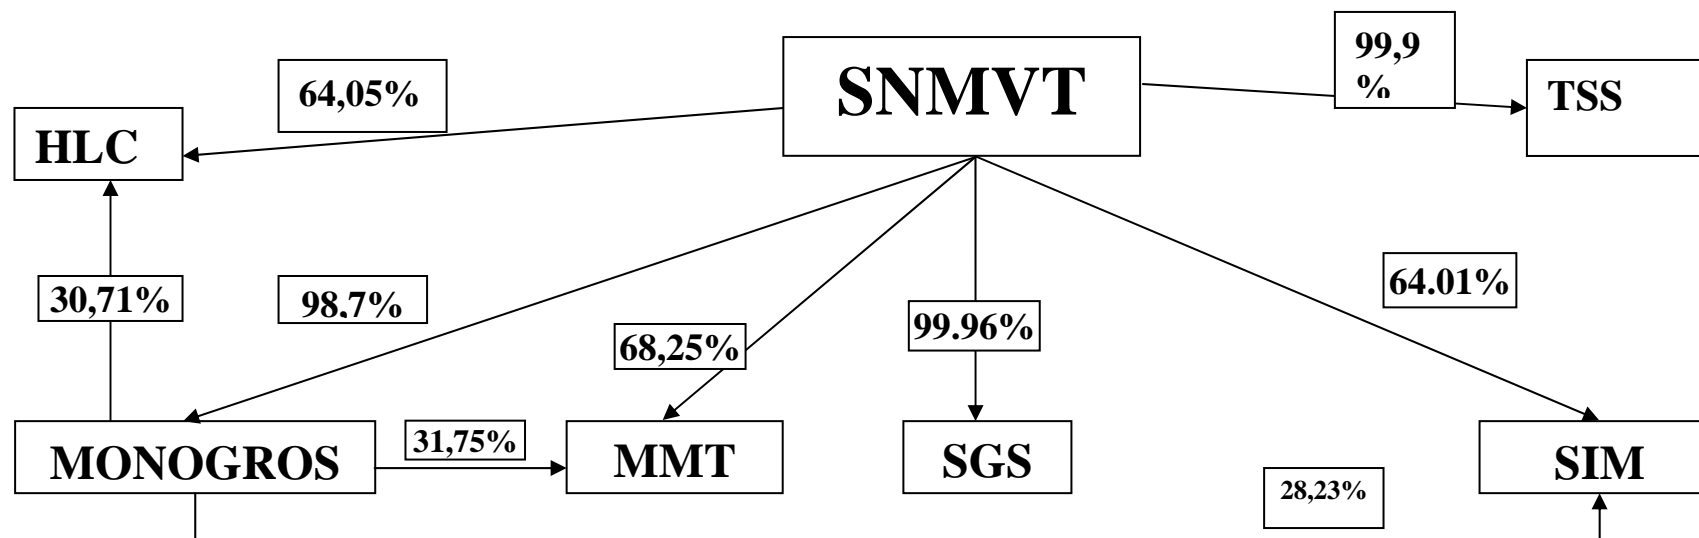 SNMVT
99,9
%
64,05%
TSS
HLC
30,71%
98,7%
68,25%
99.96%
64.01%
MONOGROS
31,75%
MMT
SGS
28,23%
SIM